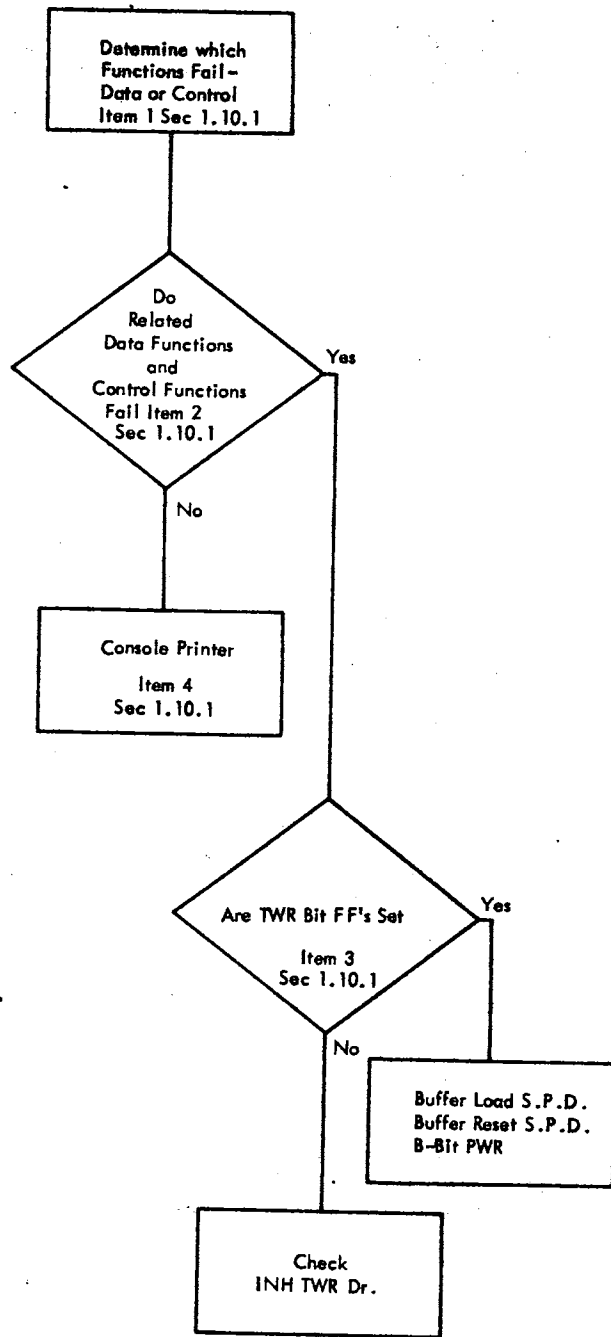 Determine which
Functions Fail-
Data or Control
Item 1 Sec 1.10.1
Do
Related
Data Functions
and
Control Functions
Fail Item 2
Sec 1.10.1
Yes
No
Console Printer
Item 4
Sec 1.10.1
Are TWR Bit FF's Set
Item 3
Sec 1.10.1
Yes
No
Buffer Load S.P.D.
Buffer Reset S.P.D.
B-Bit PWR
Check
INH TWR Dr.